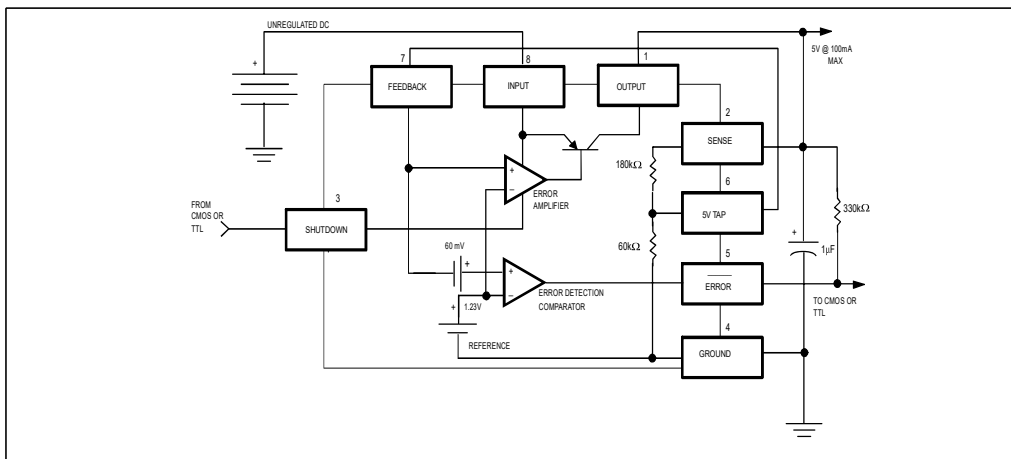 UNREGULATED DC
5V @ 100mA
MAX
7
8
1
FEEDBACK
INPUT
OUTPUT
+
2
SENSE
180kΩ
+
−
ERROR
AMPLIFIER
6
5V TAP
330kΩ
FROM
CMOS OR
TTL
3
SHUTDOWN
60kΩ
+
1µF
60 mV
+
+
−
5
ERROR
ERROR DETECTION
COMPARATOR
TO CMOS OR
TTL
+
1.23V
4
REFERENCE
GROUND